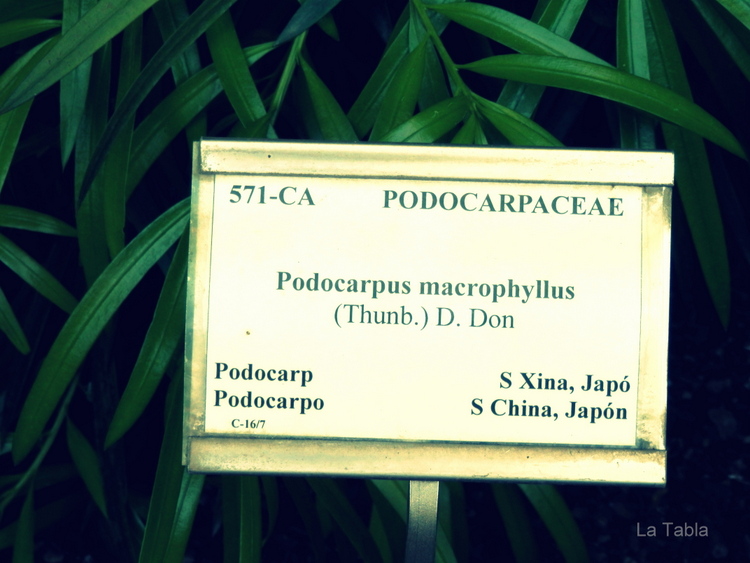 571-CA PODOCARPACEAE
Podocarpus macrophyllus
(Thunb.) D. Don
Podocarp S Xina, Japó
Podocarpo S China, Japón
C-16/7
La Tabla